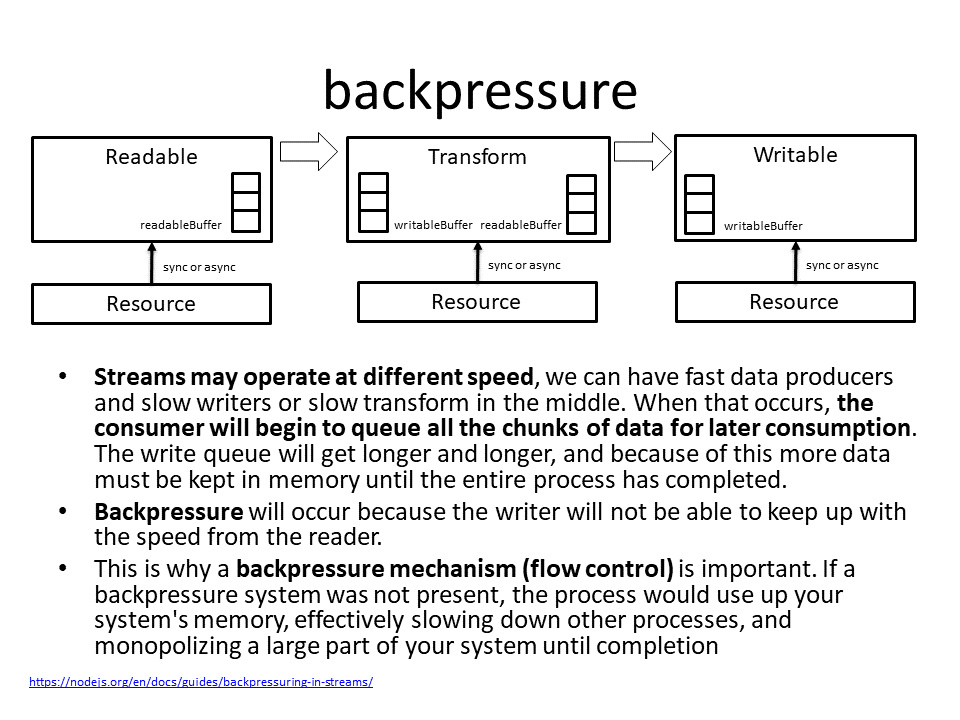 backpressure
Readable
readableBuffer
Transform
writableBuffer readableBuffer
Writable
writableBuffer
sync or async
sync or async
sync or async
Resource
Resource
Resource
• Streams may operate at different speed, we can have fast data producers
and slow writers or slow transform in the middle. When that occurs, the
consumer will begin to queue all the chunks of data for later consumption.
The write queue will get longer and longer, and because of this more data
must be kept in memory until the entire process has completed.
• Backpressure will occur because the writer will not be able to keep up with
the speed from the reader.
• This is why a backpressure mechanism (flow control) is important. If a
backpressure system was not present, the process would use up your
system's memory, effectively slowing down other processes, and
monopolizing a large part of your system until completion
https://nodejs.org/en/docs/guides/backpressuring-in-streams/